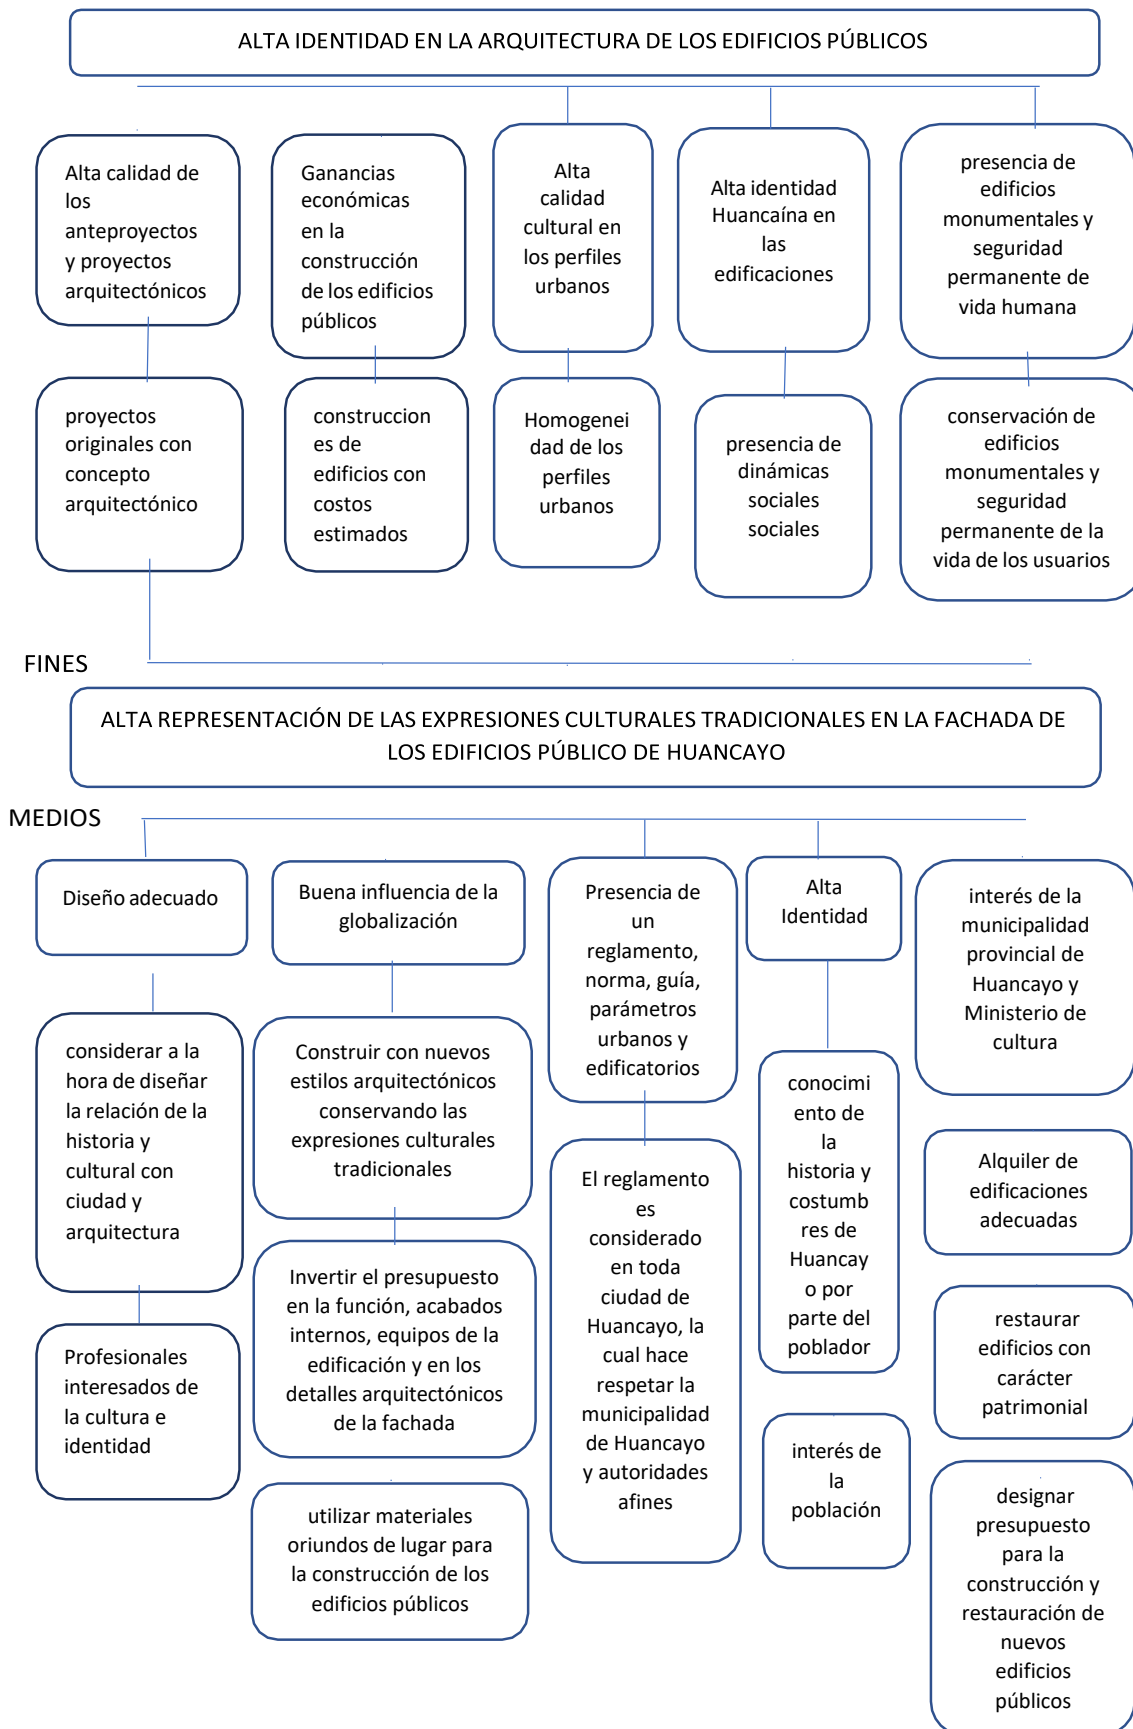 ALTA IDENTIDAD EN LA ARQUITECTURA DE LOS EDIFICIOS PÚBLICOS
Alta calidad de
los
anteproyectos
y proyectos
arquitectónicos
Ganancias
económicas
en la
construcción
de los edificios
públicos
Alta
calidad
cultural en
los perfiles
urbanos
Alta identidad
Huancaína en
las
edificaciones
presencia de
edificios
monumentales y
seguridad
permanente de
vida humana
proyectos
originales con
concepto
arquitectónico
construccion
es de
edificios con
costos
estimados
Homogenei
dad de los
perfiles
urbanos
presencia de
dinámicas
sociales
sociales
conservación de
edificios
monumentales y
seguridad
permanente de la
vida de los usuarios
FINES
ALTA REPRESENTACIÓN DE LAS EXPRESIONES CULTURALES TRADICIONALES EN LA FACHADA DE
LOS EDIFICIOS PÚBLICO DE HUANCAYO
MEDIOS
Diseño adecuado
Buena influencia de la
globalización
Presencia de
un
reglamento,
norma, guía,
parámetros
urbanos y
edificatorios
Alta
Identidad
interés de la
municipalidad
provincial de
Huancayo y
Ministerio de
cultura
considerar a la
hora de diseñar
la relación de la
historia y
cultural con
ciudad y
arquitectura
Construir con nuevos
estilos arquitectónicos
conservando las
expresiones culturales
tradicionales
El reglamento
es
considerado
en toda
ciudad de
Huancayo, la
cual hace
respetar la
municipalidad
de Huancayo
y autoridades
afines
conocimi
ento de
la
historia y
costumb
res de
Huancay
o por
parte del
poblador
Alquiler de
edificaciones
adecuadas
Profesionales
interesados de
la cultura e
identidad
Invertir el presupuesto
en la función, acabados
internos, equipos de la
edificación y en los
detalles arquitectónicos
de la fachada
restaurar
edificios con
carácter
patrimonial
utilizar materiales
oriundos de lugar para
la construcción de los
edificios públicos
interés de
la
población
designar
presupuesto
para la
construcción y
restauración de
nuevos
edificios
públicos